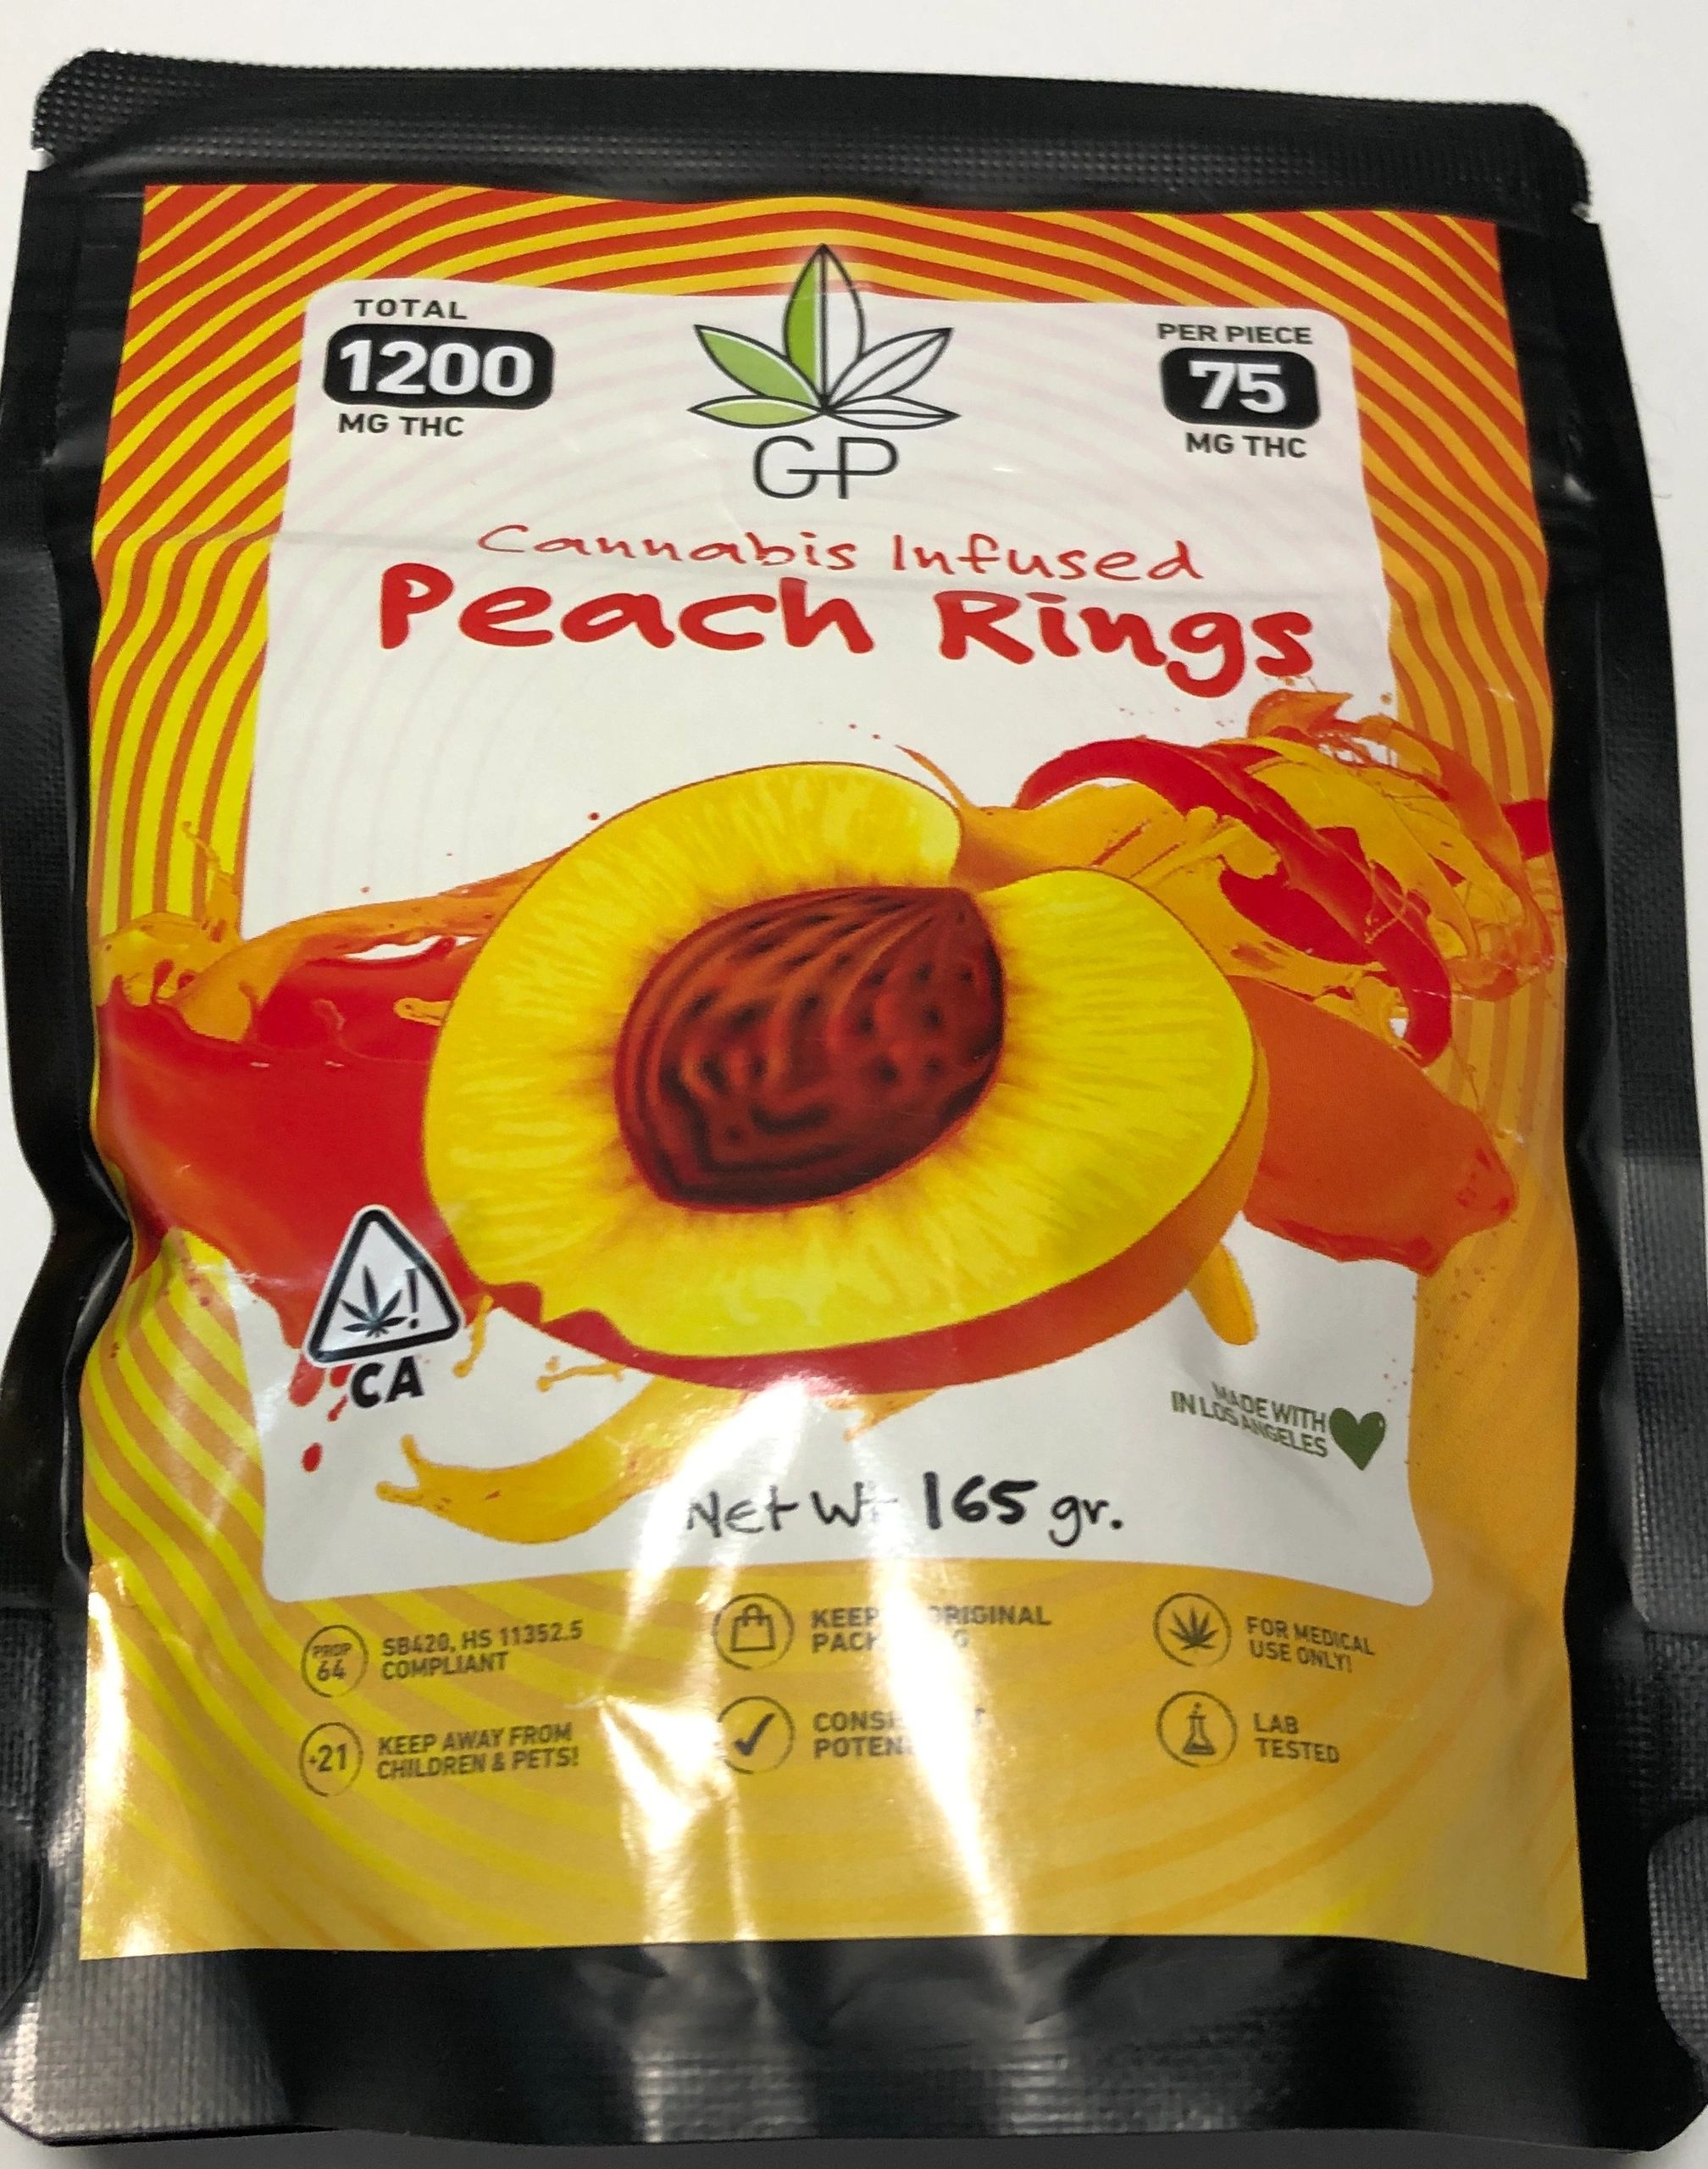 TOTAL
1200
MG THC
GP
PER PIECE
75
MG THC
Cannabis Infused
Peach Rings
CA
MADE WITH
IN LOS ANGELES
Net Wt 165 gr.
PROP
64
SB420, HS 11352.5
COMPLIANT
KEEP ORIGINAL
FOR MEDICAL
USE ONLY!
+21
KEEP AWAY FROM
CHILDREN & PETS!
LAB
TESTED